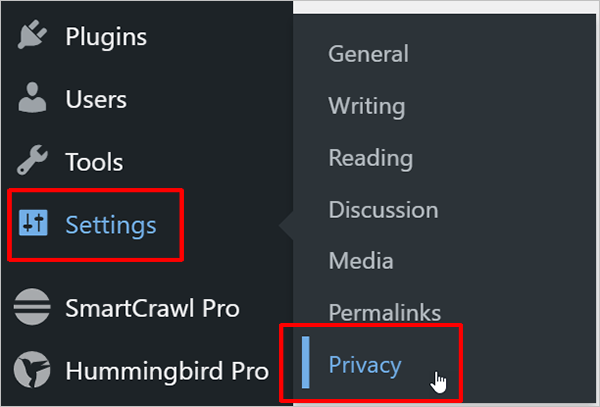 Plugins
Users
Tools
Settings
SmartCrawl Pro
Hummingbird Pro
General
Writing
Reading
Discussion
Media
Permalinks
Privacy